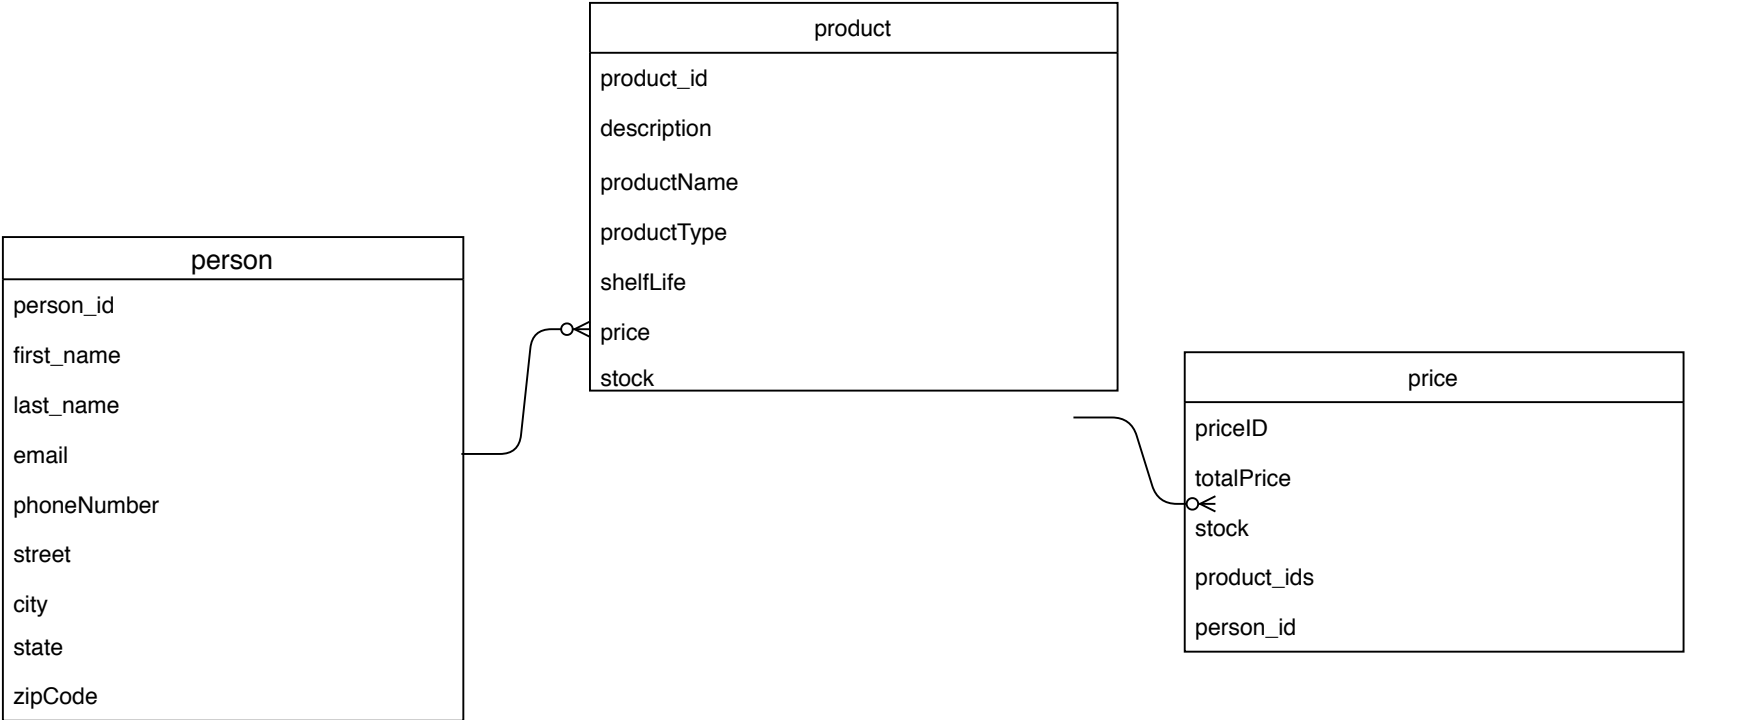 product
product_id
description
productName
productType
shelfLife
price
stock
person
person_id
first_name
last_name
email
phoneNumber
street
city
state
zipCode
price
priceID
totalPrice
stock
product_ids
person_id